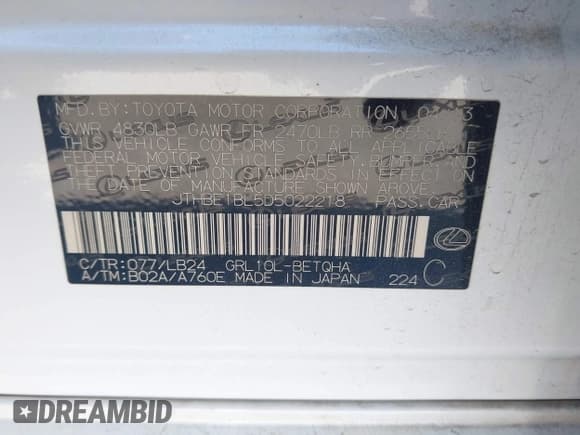 MFD. BY: TOYOTA MOTOR CORPORATION
GVWR 4830LB GAWR FR 2470LB RR
THIS VEHICLE CONFORMS TO ALL APPLICABLE
FEDERAL MOTOR VEHICLE SAFETY, BUMPER, AND
THEFT PREVENTION STANDARDS IN EFFECT ON
THE DATE OF MANUFACTURE SHOWN ABOVE.
JTHBE1BL5D5022218 PASS.CAR
C/TR:077/LB24 GRL10L-BETQHA
A/TM:B02A/A760E MADE IN JAPAN 224 C
DREAMBID